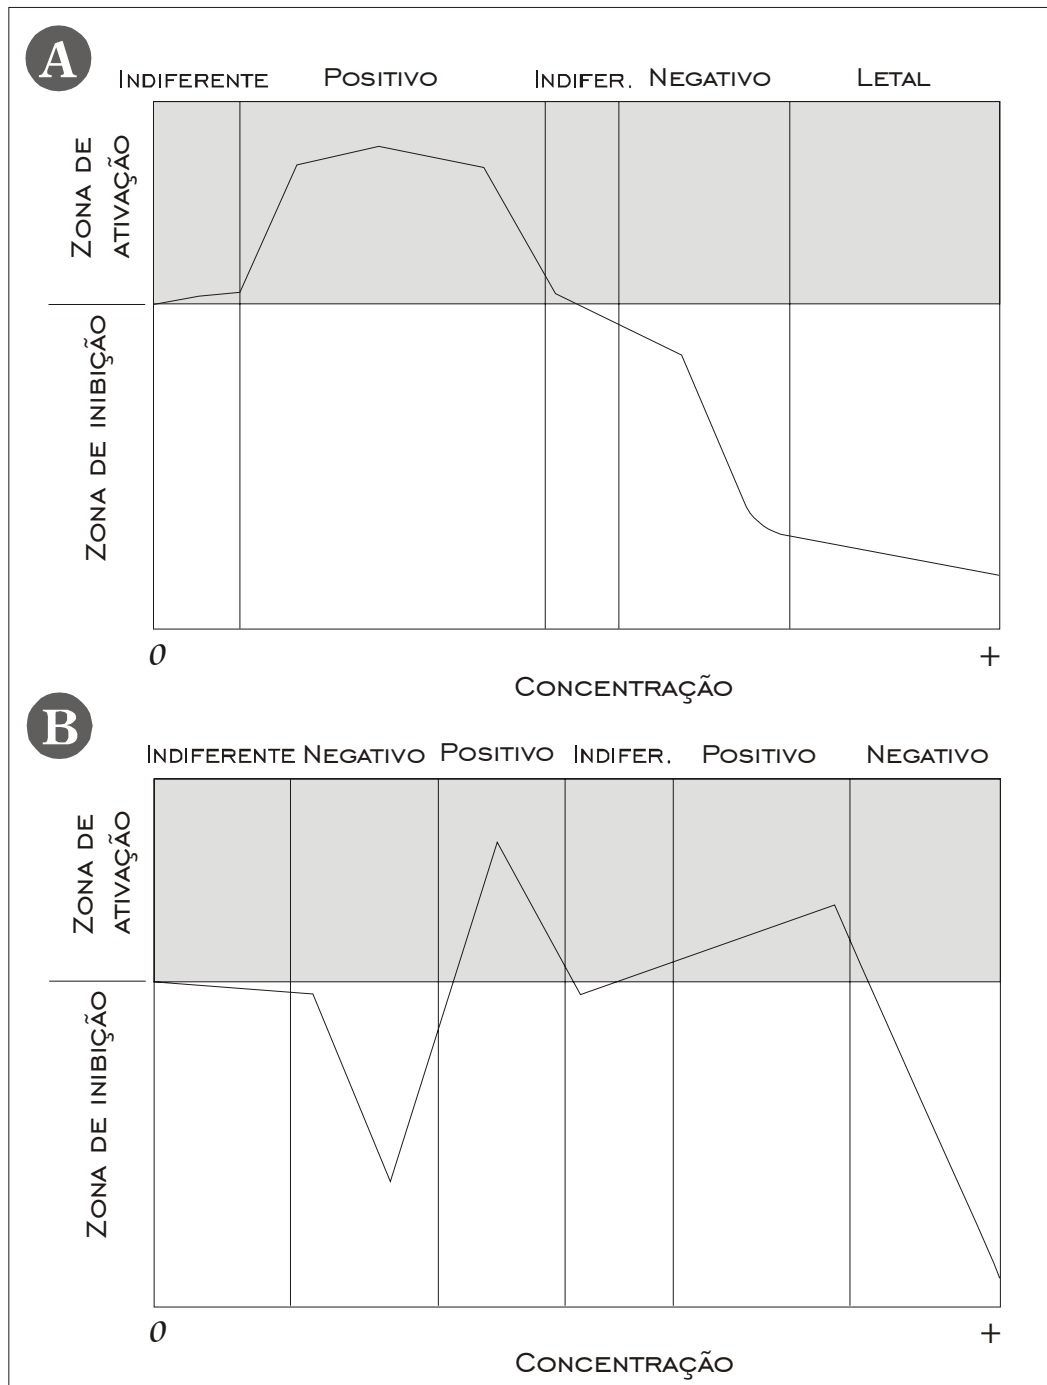 A
INDIFERENTE POSITIVO INDIFER. NEGATIVO LETAL
ZONA DE
ATIVAÇÃO
ZONA DE INIBIÇÃO
0 +
CONCENTRAÇÃO
B
INDIFERENTE NEGATIVO POSITIVO INDIFER. POSITIVO NEGATIVO
ZONA DE
ATIVAÇÃO
ZONA DE INIBIÇÃO
0 +
CONCENTRAÇÃO